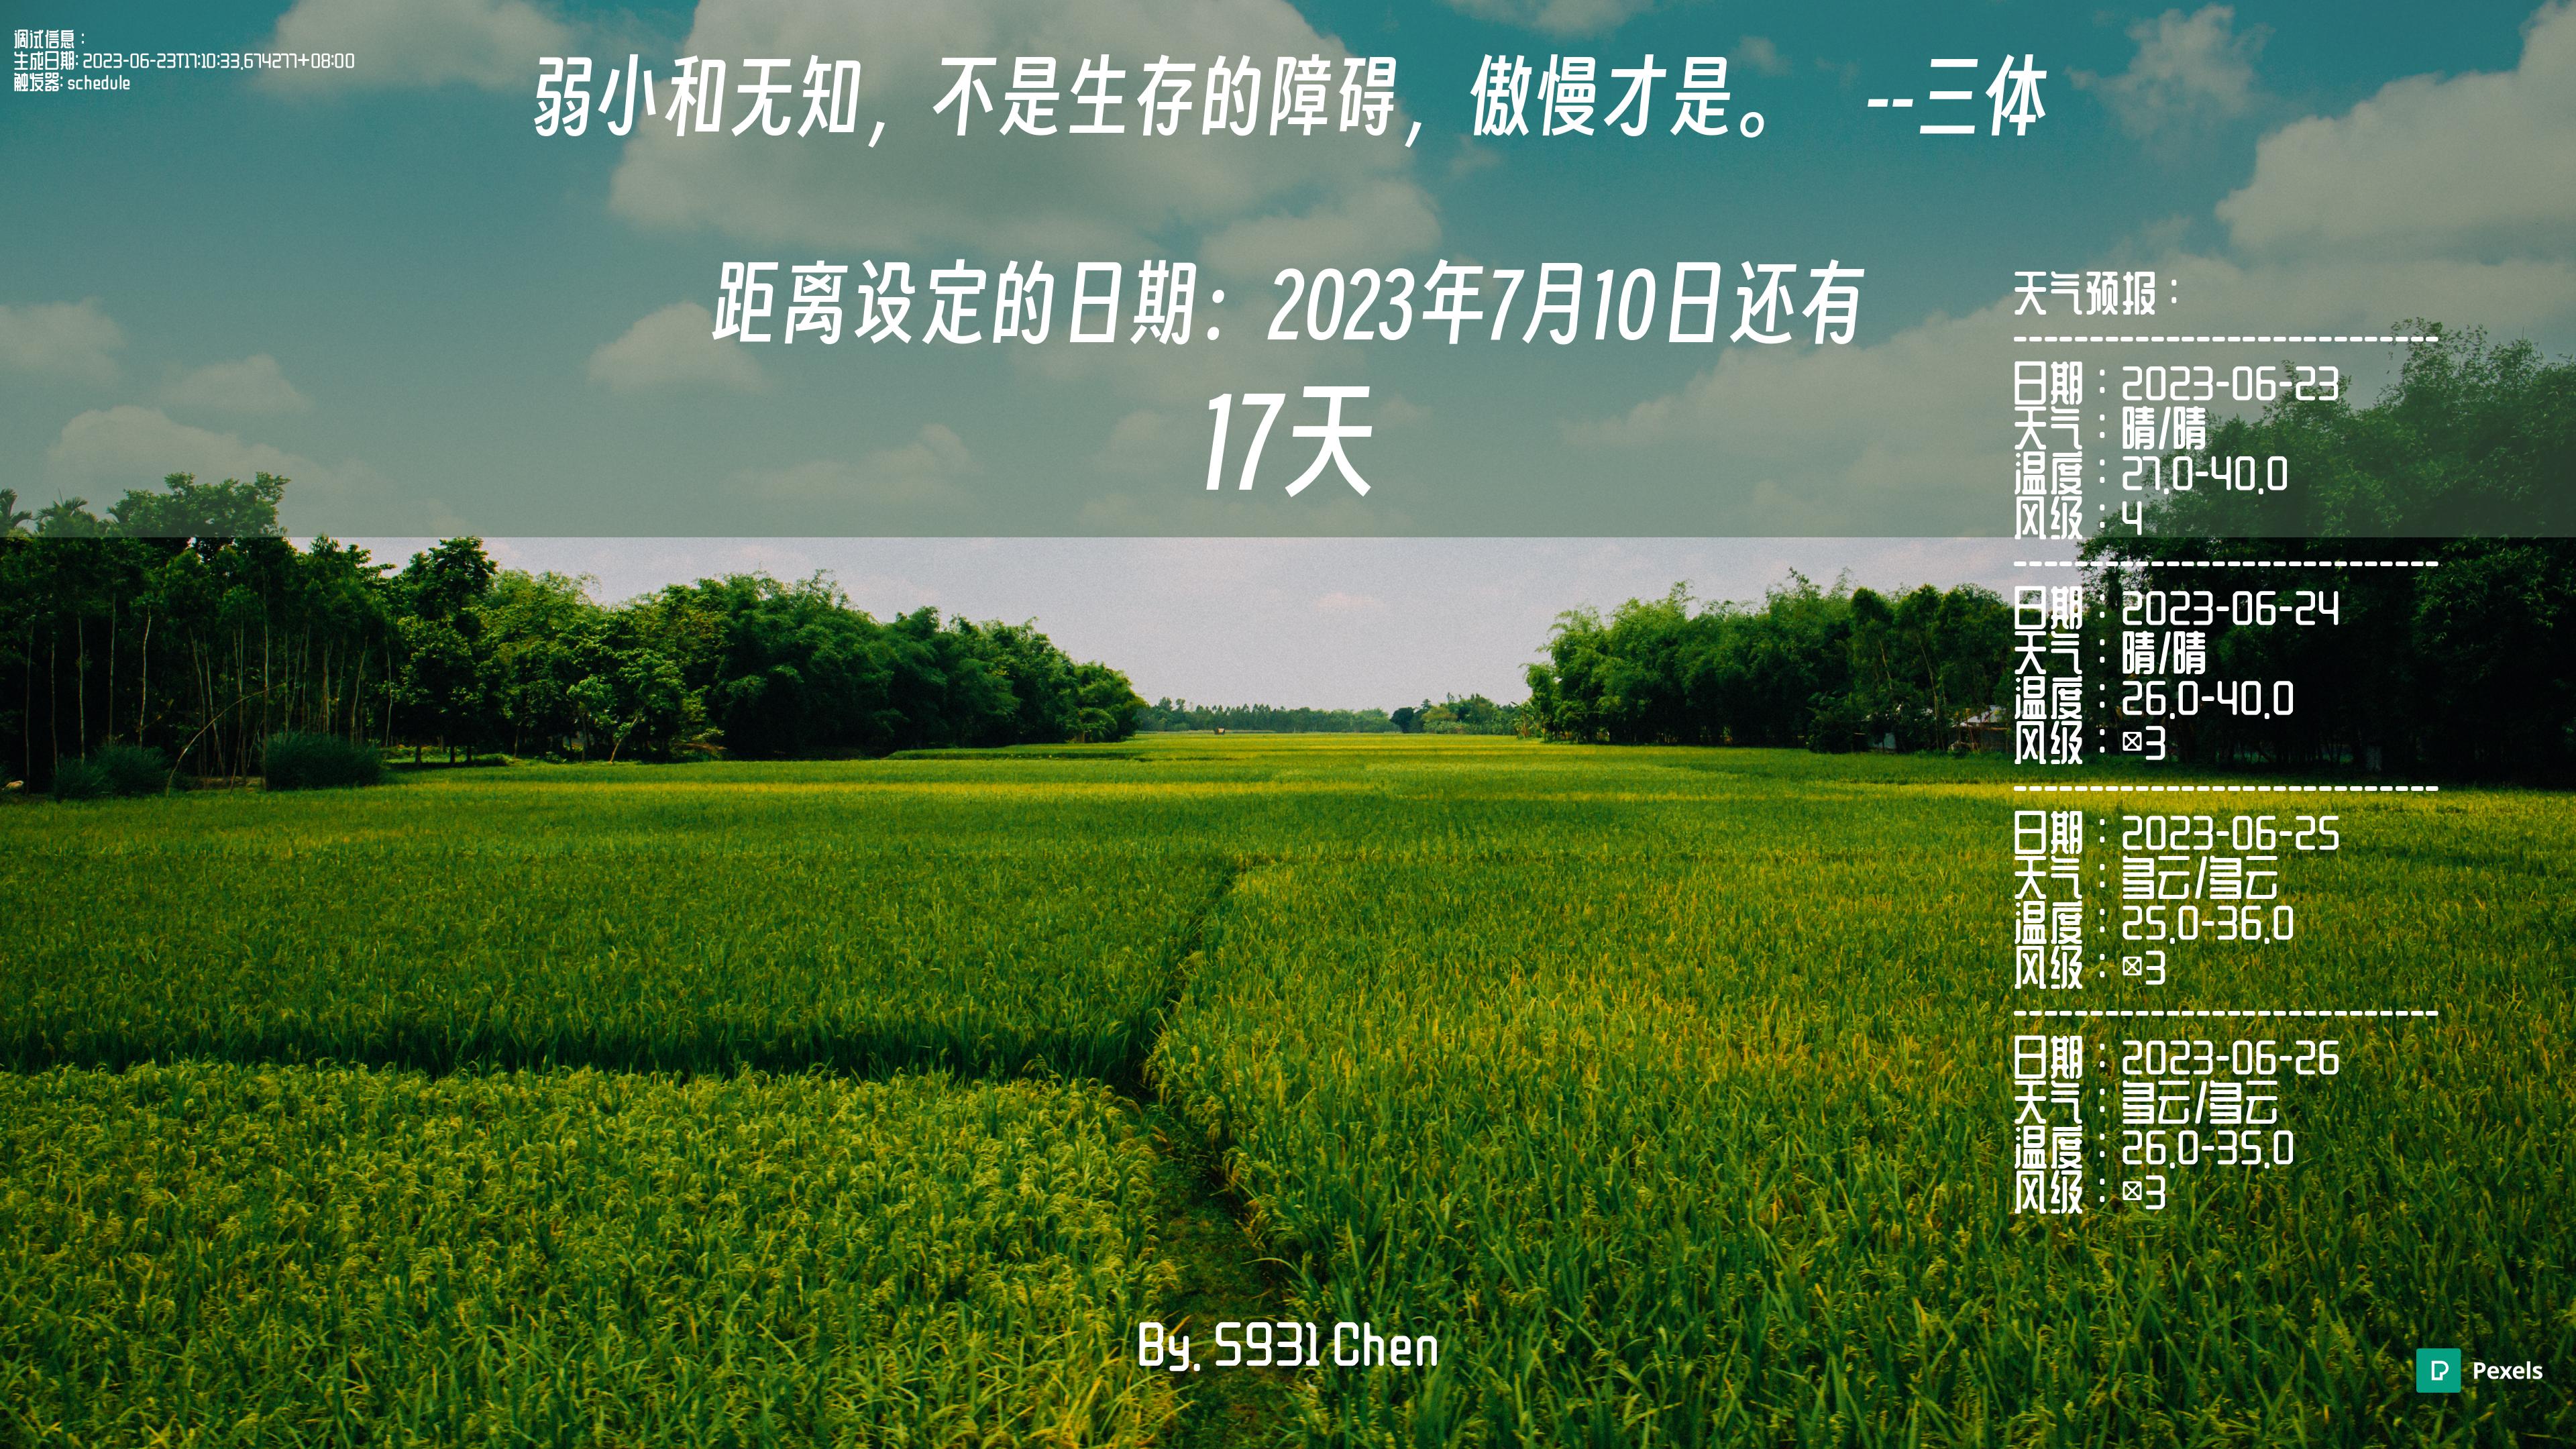 调试信息：
生成日期: 2023-06-23T17:10:33.674277+08:00
触发器: schedule
弱小和无知，不是生存的障碍，傲慢才是。 --三体
距离设定的日期：2023年7月10日还有
17天
天气预报：
----------------------------
日期：2023-06-23
天气：晴/晴
温度：27.0-40.0
风级：4
----------------------------
日期：2023-06-24
天气：晴/晴
温度：26.0-40.0
风级：☒3
----------------------------
日期：2023-06-25
天气：多云/多云
温度：25.0-36.0
风级：☒3
----------------------------
日期：2023-06-26
天气：多云/多云
温度：26.0-35.0
风级：☒3
By. 5931 Chen
Pexels